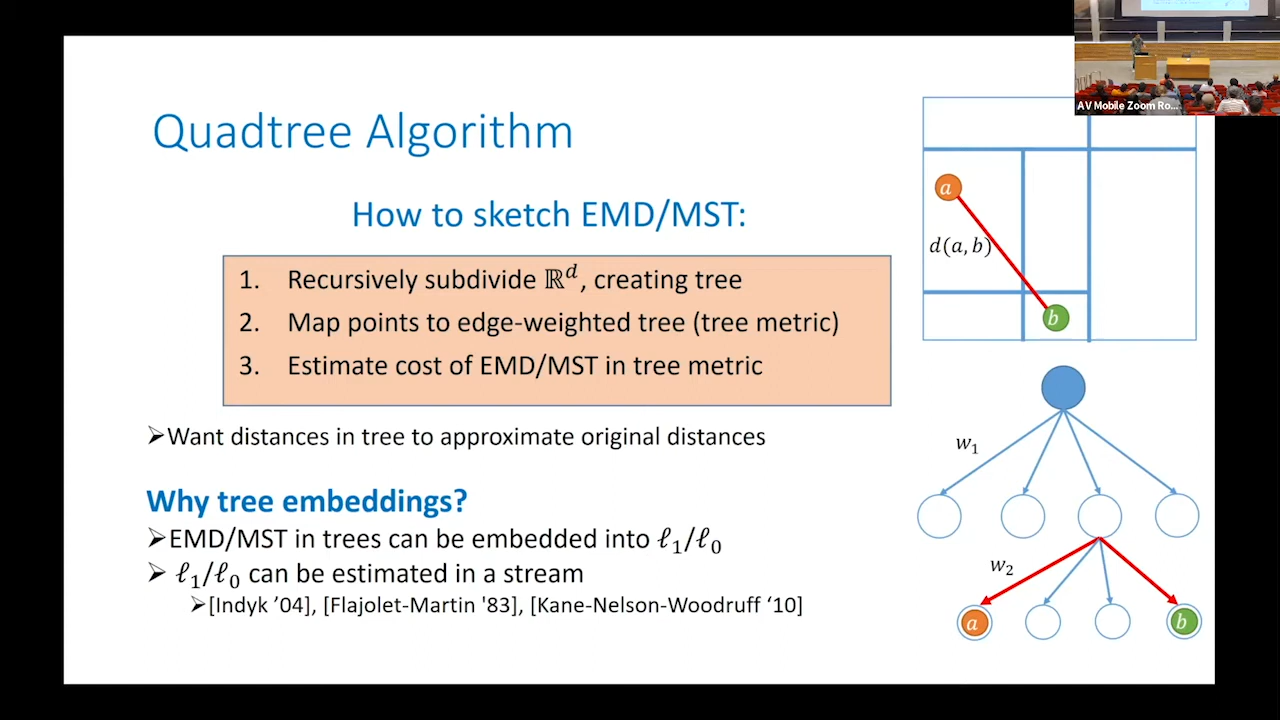 AV Mobile Zoom Ro...
Quadtree Algorithm
How to sketch EMD/MST:
1. Recursively subdivide ℝᵈ, creating tree
2. Map points to edge-weighted tree (tree metric)
3. Estimate cost of EMD/MST in tree metric
➢Want distances in tree to approximate original distances
Why tree embeddings?
➢EMD/MST in trees can be embedded into ℓ₁/ℓ₀
➢ ℓ₁/ℓ₀ can be estimated in a stream
➢[Indyk ’04], [Flajolet-Martin '83], [Kane-Nelson-Woodruff ‘10]
a
d(a, b)
b
w₁
w₂
a
b